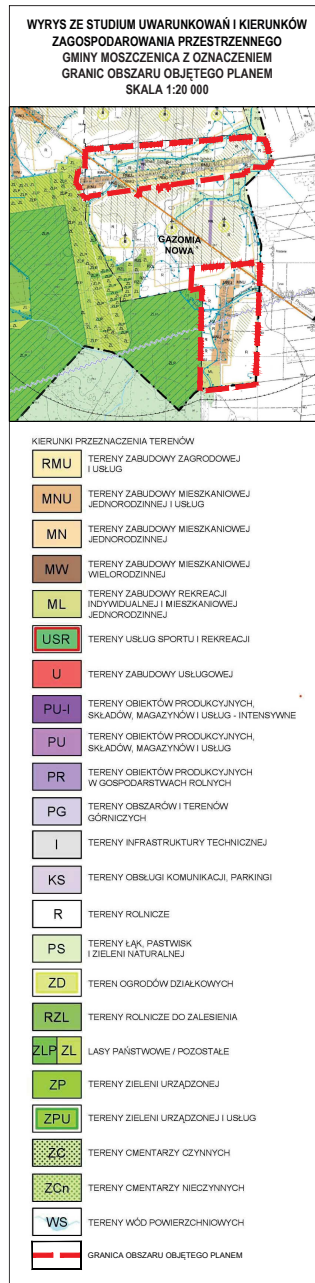 WYRYS ZE STUDIUM UWARUNKOWAŃ I KIERUNKÓW
ZAGOSPODAROWANIA PRZESTRZENNEGO
GMINY MOSZCZENICA Z OZNACZENIEM
GRANIC OBSZARU OBJĘTEGO PLANEM
SKALA 1:20 000
GAZOMIA
NOWA
KIERUNKI PRZEZNACZENIA TERENÓW
RMU TERENY ZABUDOWY ZAGRODOWEJ
I USŁUG
MNU TERENY ZABUDOWY MIESZKANIOWEJ
JEDNORODZINNEJ I USŁUG
MN TERENY ZABUDOWY MIESZKANIOWEJ
JEDNORODZINNEJ
MW TERENY ZABUDOWY MIESZKANIOWEJ
WIELORODZINNEJ
ML TERENY ZABUDOWY REKREACJI
INDYWIDUALNEJ I MIESZKANIOWEJ
JEDNORODZINNEJ
USR TERENY USŁUG SPORTU I REKREACJI
U TERENY ZABUDOWY USŁUGOWEJ
PU-I TERENY OBIEKTÓW PRODUKCYJNYCH,
SKŁADÓW, MAGAZYNÓW I USŁUG - INTENSYWNE
PU TERENY OBIEKTÓW PRODUKCYJNYCH,
SKŁADÓW, MAGAZYNÓW I USŁUG
PR TERENY OBIEKTÓW PRODUKCYJNYCH
W GOSPODARSTWACH ROLNYCH
PG TERENY OBSZARÓW I TERENÓW
GÓRNICZYCH
I TERENY INFRASTRUKTURY TECHNICZNEJ
KS TERENY OBSŁUGI KOMUNIKACJI, PARKINGI
R TERENY ROLNICZE
PS TERENY ŁĄK, PASTWISK
I ZIELENI NATURALNEJ
ZD TEREN OGRODÓW DZIAŁKOWYCH
RZL TERENY ROLNICZE DO ZALESIENIA
ZLP ZL LASY PAŃSTWOWE / POZOSTAŁE
ZP TERENY ZIELENI URZĄDZONEJ
ZPU TERENY ZIELENI URZĄDZONEJ I USŁUG
ZC TERENY CMENTARZY CZYNNYCH
ZCn TERENY CMENTARZY NIECZYNNYCH
WS TERENY WÓD POWIERZCHNIOWYCH
GRANICA OBSZARU OBJĘTEGO PLANEM